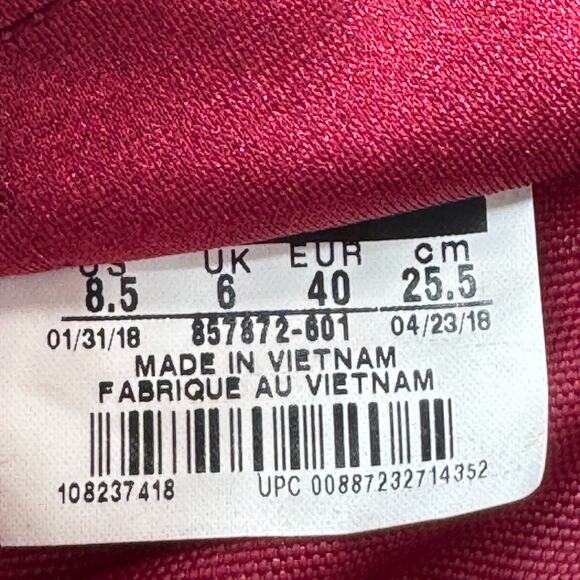 US UK EUR cm
8.5 6 40 25.5
01/31/18 857872-601 04/23/18
MADE IN VIETNAM
FABRIQUE AU VIETNAM
108237418 UPC 00887232714352